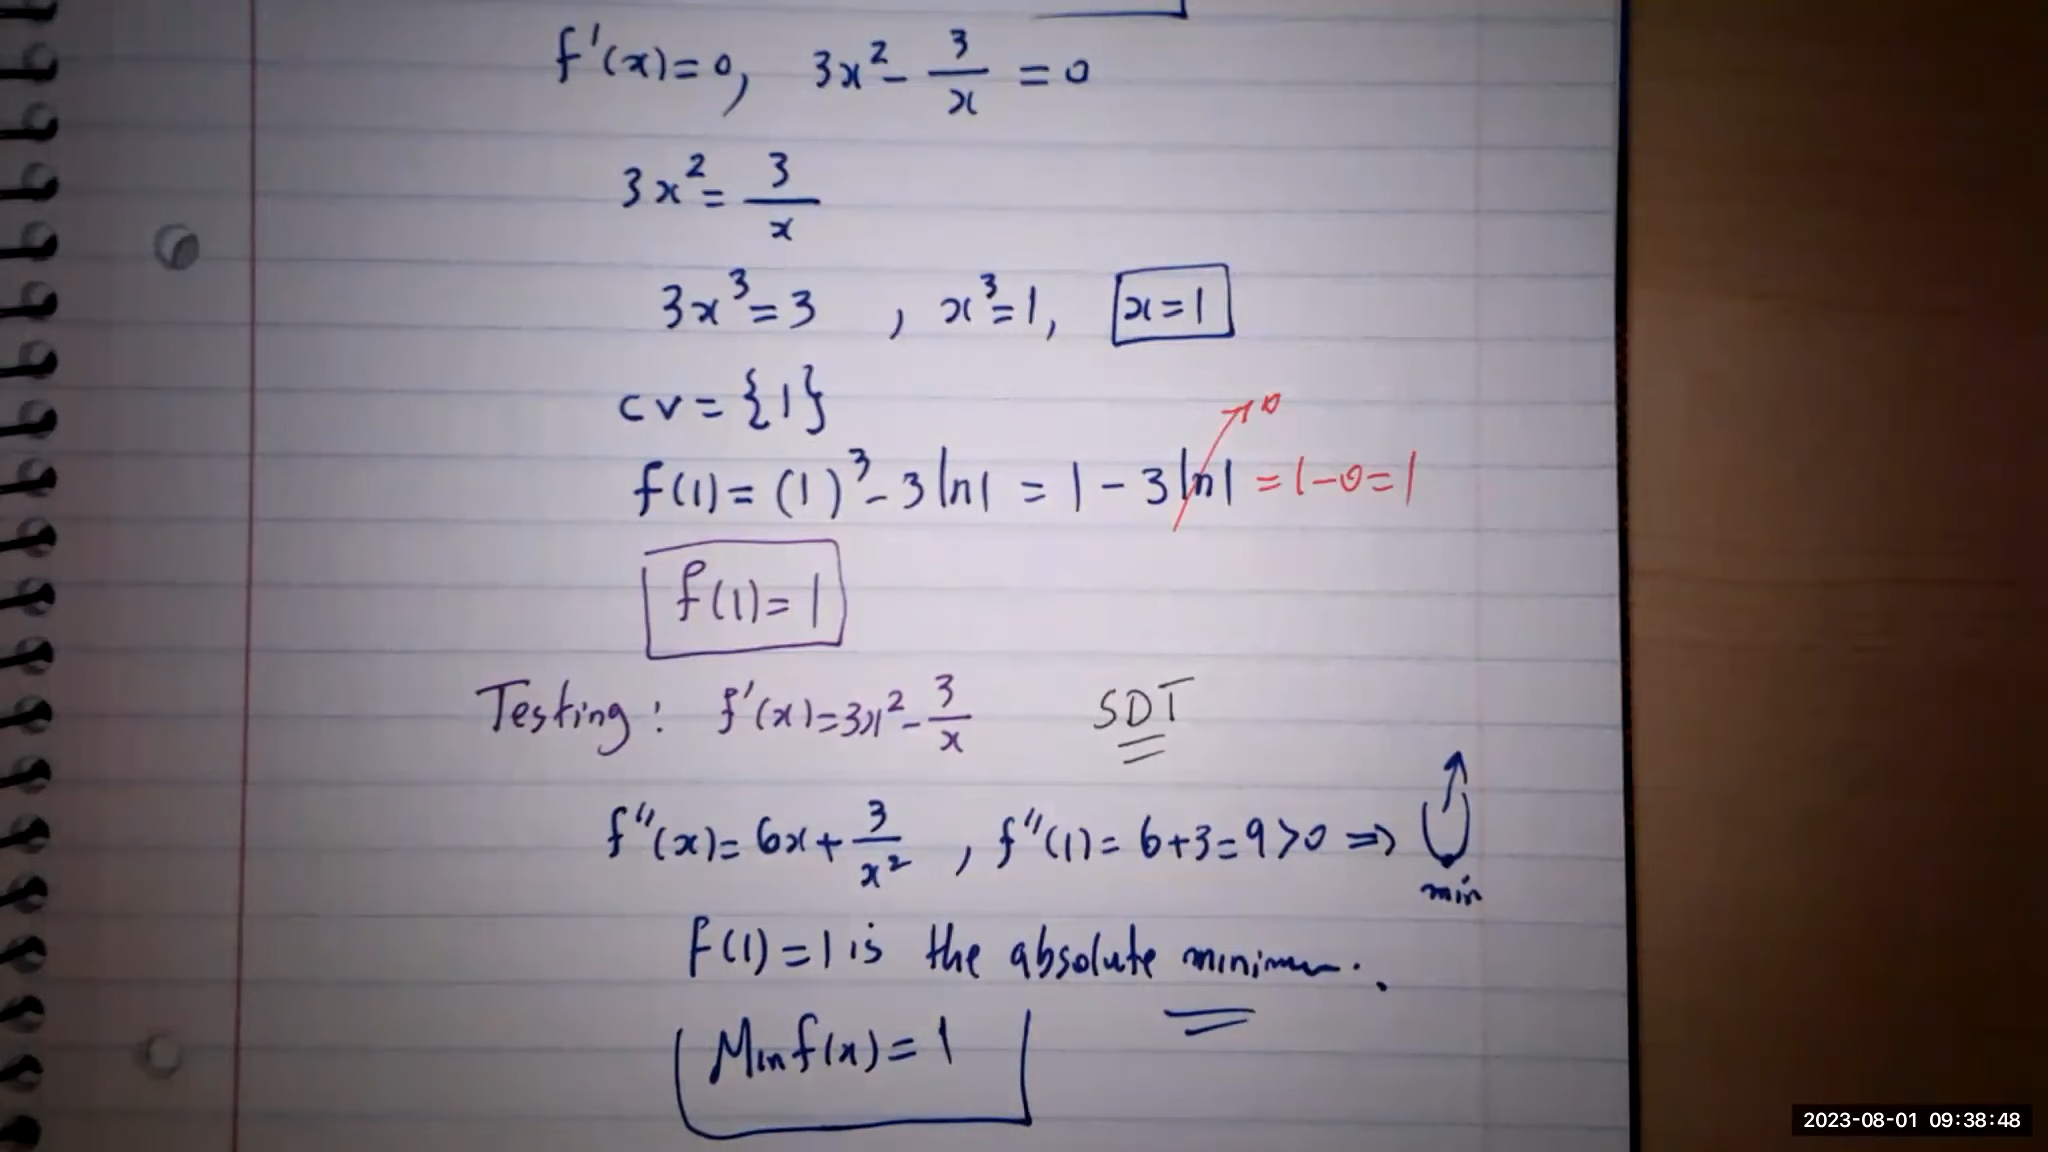 f'(x)=0, 3x²- 3/x =0
3x²= 3/x
3x³=3 , x³=1, x=1
cv={1}
f(1)=(1)³-3ln1 = 1-3ln1 =1-0=1
0
f(1)=1
Testing: f'(x)=3x²-3/x SDT
f"(x)=6x+3/x² , f"(1)=6+3=9>0 ⇒
min
f(1)=1 is the absolute minimum.
Min f(x)=1
2023-08-01 09:38:48